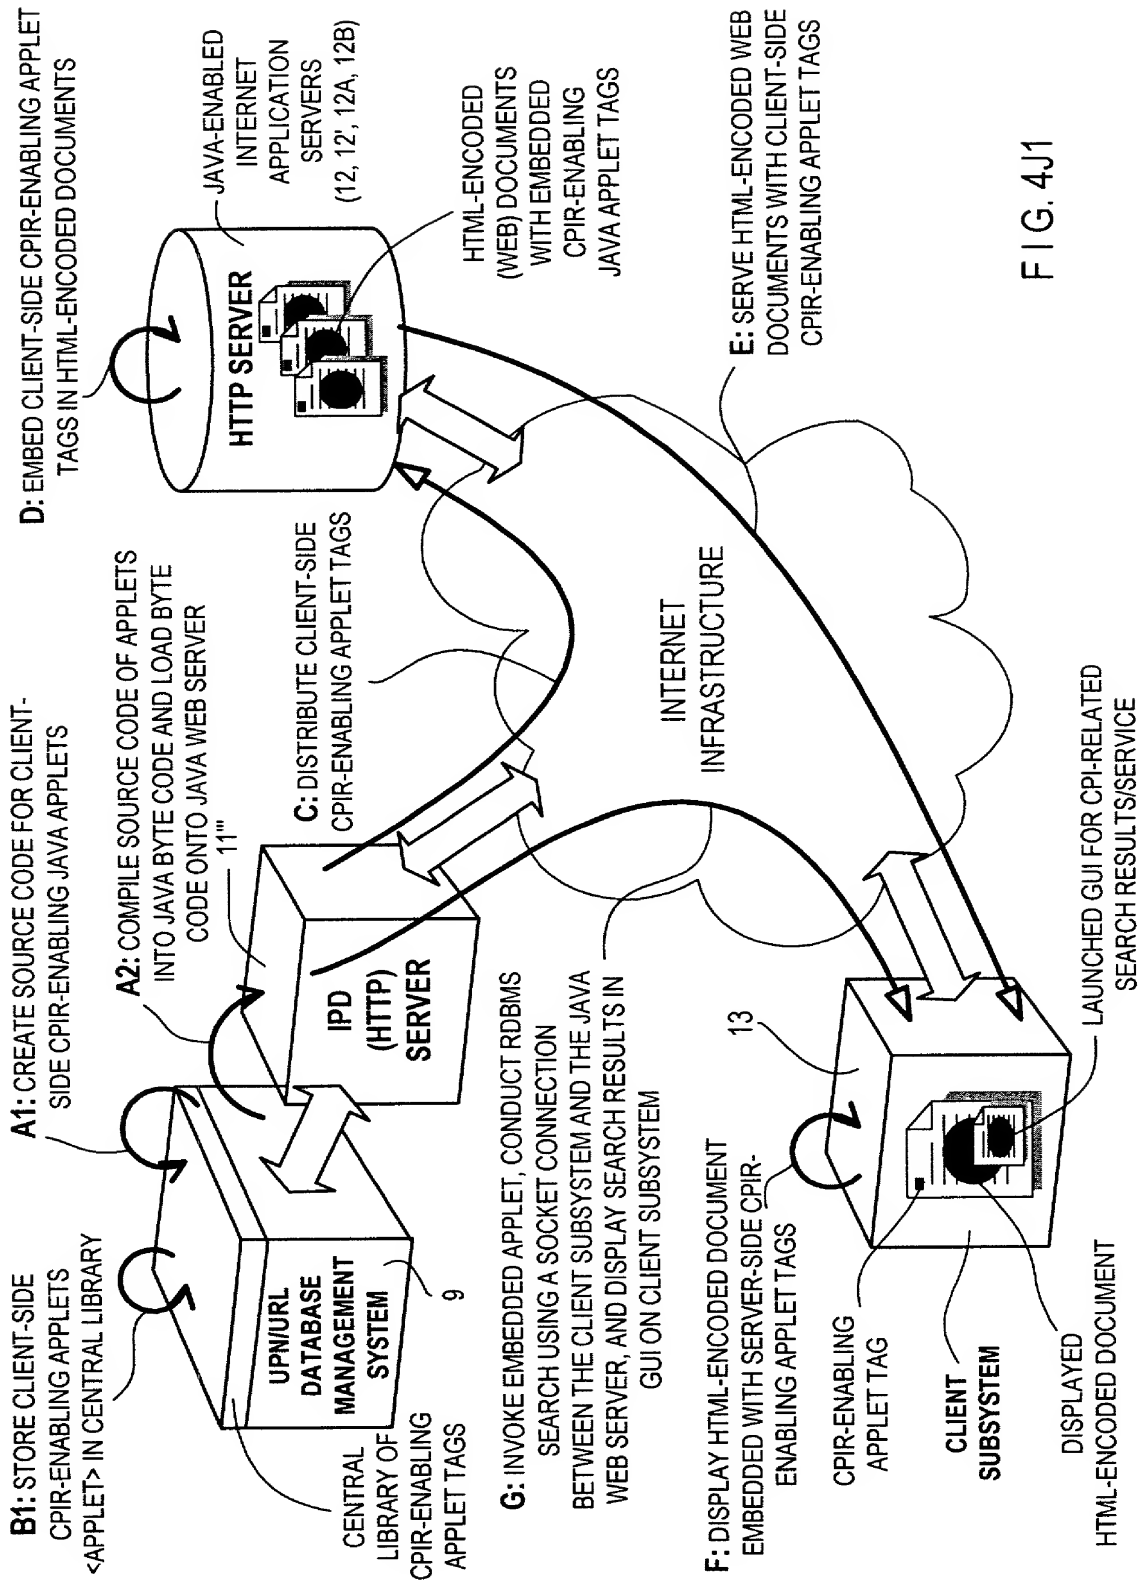 B1: STORE CLIENT-SIDE
CPIR-ENABLING APPLETS
<APPLET> IN CENTRAL LIBRARY
A1: CREATE SOURCE CODE FOR CLIENT-
SIDE CPIR-ENABLING JAVA APPLETS
A2: COMPILE SOURCE CODE OF APPLETS
INTO JAVA BYTE CODE AND LOAD BYTE
CODE ONTO JAVA WEB SERVER
11'''
D: EMBED CLIENT-SIDE CPIR-ENABLING APPLET
TAGS IN HTML-ENCODED DOCUMENTS
JAVA-ENABLED
INTERNET
APPLICATION
SERVERS
(12, 12', 12A, 12B)
HTTP SERVER
HTML-ENCODED
(WEB) DOCUMENTS
WITH EMBEDDED
CPIR-ENABLING
JAVA APPLET TAGS
C: DISTRIBUTE CLIENT-SIDE
CPIR-ENABLING APPLET TAGS
UPN/URL
DATABASE
MANAGEMENT
SYSTEM
9
IPD
(HTTP)
SERVER
CENTRAL
LIBRARY OF
CPIR-ENABLING
APPLET TAGS
G: INVOKE EMBEDDED APPLET, CONDUCT RDBMS
SEARCH USING A SOCKET CONNECTION
BETWEEN THE CLIENT SUBSYSTEM AND THE JAVA
WEB SERVER, AND DISPLAY SEARCH RESULTS IN
GUI ON CLIENT SUBSYSTEM
INTERNET
INFRASTRUCTURE
E: SERVE HTML-ENCODED WEB
DOCUMENTS WITH CLIENT-SIDE
CPIR-ENABLING APPLET TAGS
F: DISPLAY HTML-ENCODED DOCUMENT
EMBEDDED WITH SERVER-SIDE CPIR-
ENABLING APPLET TAGS
13
CPIR-ENABLING
APPLET TAG
CLIENT
SUBSYSTEM
DISPLAYED
HTML-ENCODED DOCUMENT
LAUNCHED GUI FOR CPI-RELATED
SEARCH RESULTS/SERVICE
FIG. 4J1